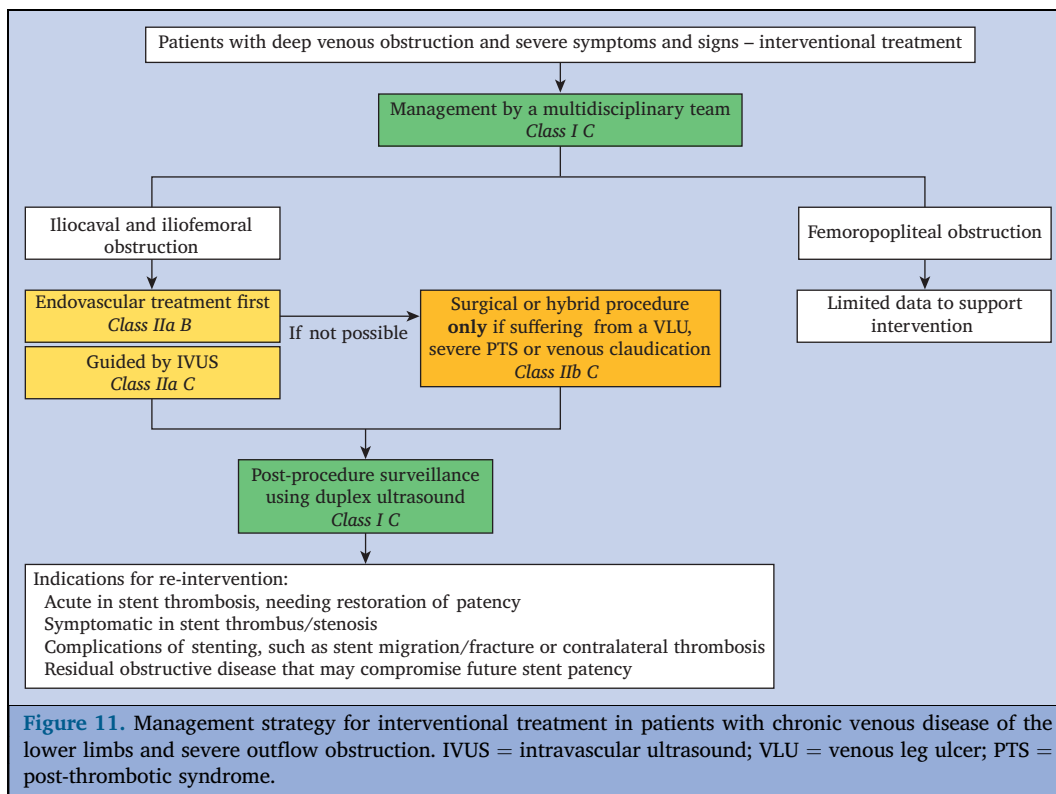 Patients with deep venous obstruction and severe symptoms and signs – interventional treatment
Management by a multidisciplinary team
Class I C
Iliocaval and iliofemoral
obstruction
Femoropopliteal obstruction
Endovascular treatment first
Class IIa B
If not possible
Surgical or hybrid procedure
only if suffering from a VLU,
severe PTS or venous claudication
Class IIb C
Limited data to support
intervention
Guided by IVUS
Class IIa C
Post-procedure surveillance
using duplex ultrasound
Class I C
Indications for re-intervention:
Acute in stent thrombosis, needing restoration of patency
Symptomatic in stent thrombus/stenosis
Complications of stenting, such as stent migration/fracture or contralateral thrombosis
Residual obstructive disease that may compromise future stent patency
Figure 11. Management strategy for interventional treatment in patients with chronic venous disease of the
lower limbs and severe outflow obstruction. IVUS = intravascular ultrasound; VLU = venous leg ulcer; PTS =
post-thrombotic syndrome.